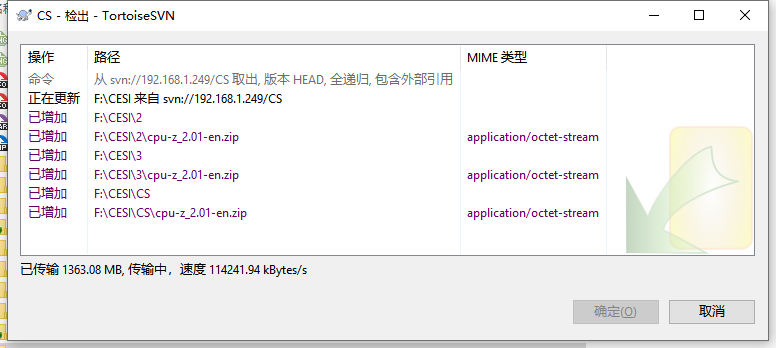 CS - 检出 - TortoiseSVN
操作 路径 MIME 类型
命令 从 svn://192.168.1.249/CS 取出, 版本 HEAD, 全递归, 包含外部引用
正在更新 F:\CESI 来自 svn://192.168.1.249/CS
已增加 F:\CESI\2
已增加 F:\CESI\2\cpu-z_2.01-en.zip application/octet-stream
已增加 F:\CESI\3
已增加 F:\CESI\3\cpu-z_2.01-en.zip application/octet-stream
已增加 F:\CESI\CS
已增加 F:\CESI\CS\cpu-z_2.01-en.zip application/octet-stream
已传输 1363.08 MB, 传输中，速度 114241.94 kBytes/s
确定(O) 取消